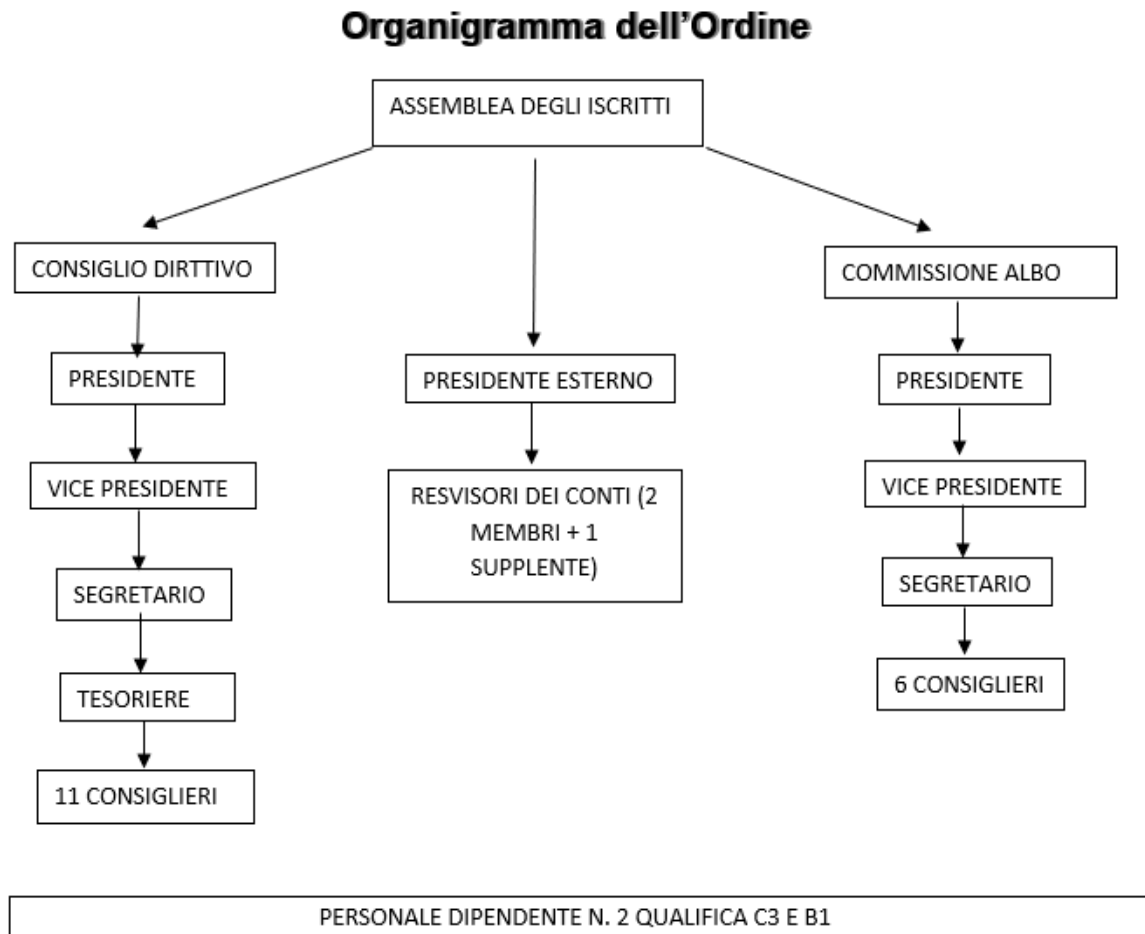 Organigramma dell'Ordine
ASSEMBLEA DEGLI ISCRITTI
CONSIGLIO DIRTTIVO
PRESIDENTE
VICE PRESIDENTE
SEGRETARIO
TESORIERE
11 CONSIGLIERI
PRESIDENTE ESTERNO
RESVISORI DEI CONTI (2
MEMBRI + 1
SUPPLENTE)
COMMISSIONE ALBO
PRESIDENTE
VICE PRESIDENTE
SEGRETARIO
6 CONSIGLIERI
PERSONALE DIPENDENTE N. 2 QUALIFICA C3 E B1